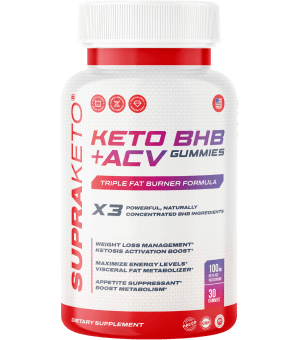 SUPRAKETO®
KETO BHB
+ACV GUMMIES
TRIPLE FAT BURNER FORMULA
X3 POWERFUL, NATURALLY
CONCENTRATED BHB INGREDIENTS
WEIGHT LOSS MANAGEMENT*
KETOSIS ACTIVATION BOOST*
MAXIMIZE ENERGY LEVELS*
VISCERAL FAT METABOLIZER*
APPETITE SUPPRESSANT*
BOOST METABOLISM*
100
30
GUMMIES
DIETARY SUPPLEMENT